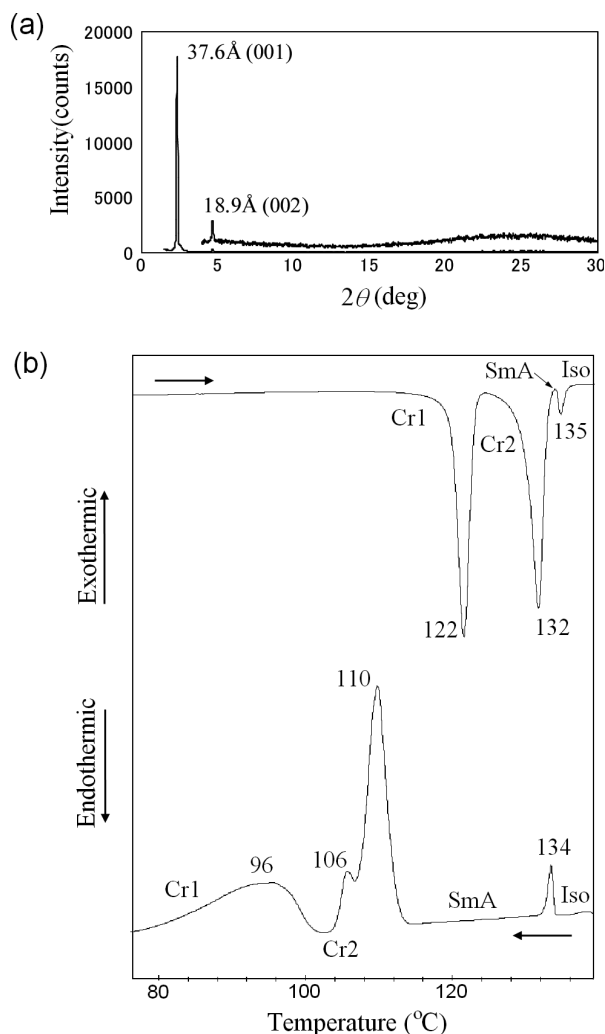 (a)
20000
15000
10000
5000
0
Intensity(counts)
37.6Å (001)
18.9Å (002)
0 5 10 15 20 25 30
2θ (deg)
(b)
SmA Iso
Cr1 Cr2 135
122 132
Exothermic
Endothermic
110
96 106 134
Cr1 SmA Iso
Cr2
80 100 120 120
Temperature (°C)